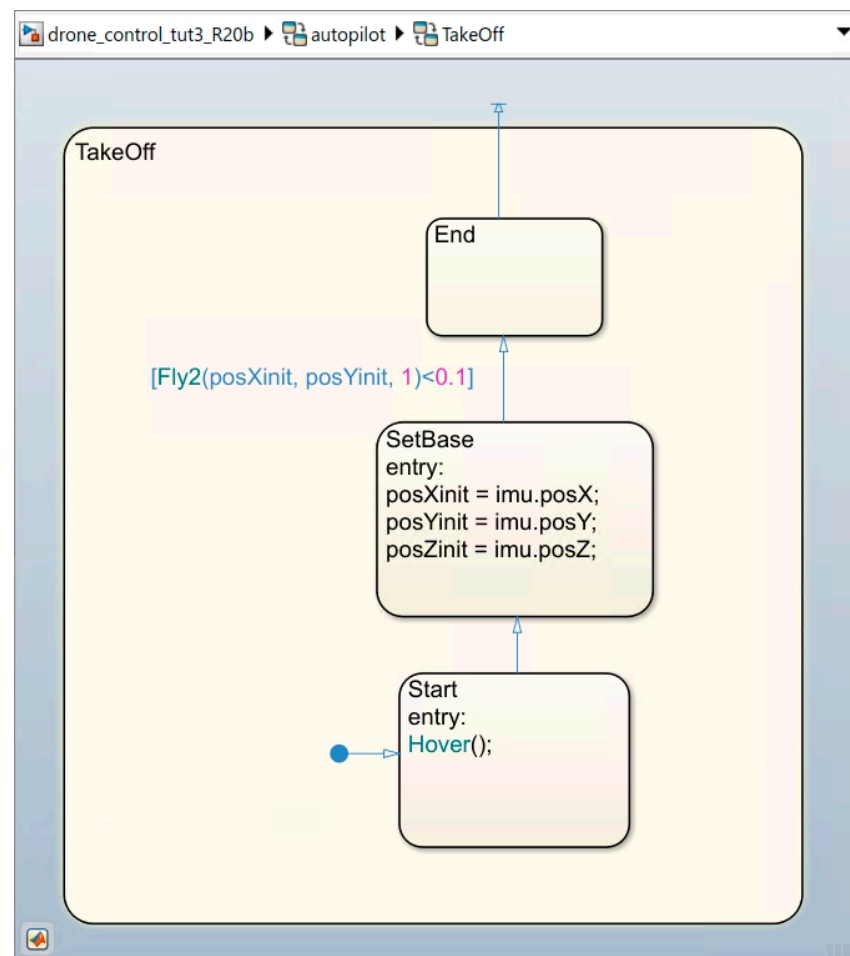 drone_control_tut3_R20b autopilot TakeOff
TakeOff
End
[Fly2(posXinit, posYinit, 1)<0.1]
SetBase
entry:
posXinit = imu.posX;
posYinit = imu.posY;
posZinit = imu.posZ;
Start
entry:
Hover();